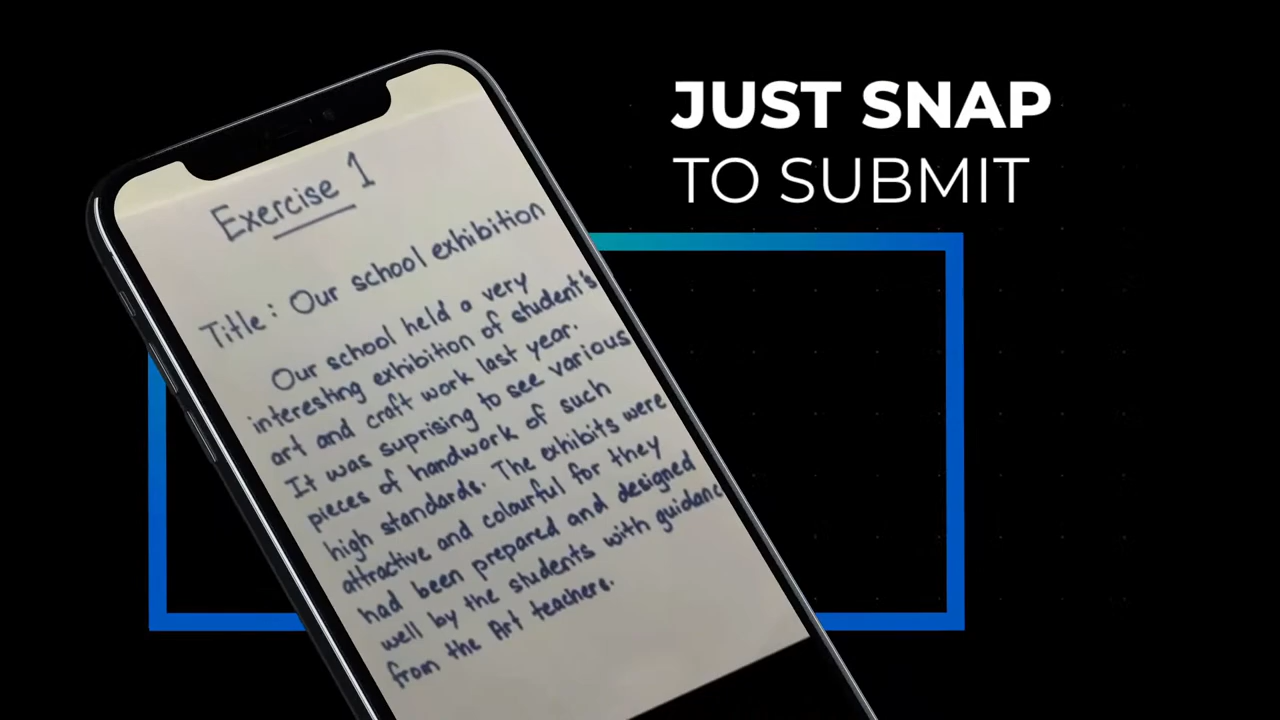 JUST SNAP
TO SUBMIT
Exercise 1
Title: Our school exhibition
Our school held a very
interesting exhibition of student's
art and craft work last year.
It was suprising to see various
pieces of handwork of such
high standards. The exhibits were
attractive and colourful for they
had been prepared and designed
well by the students with guidanc
from the Art teachers.